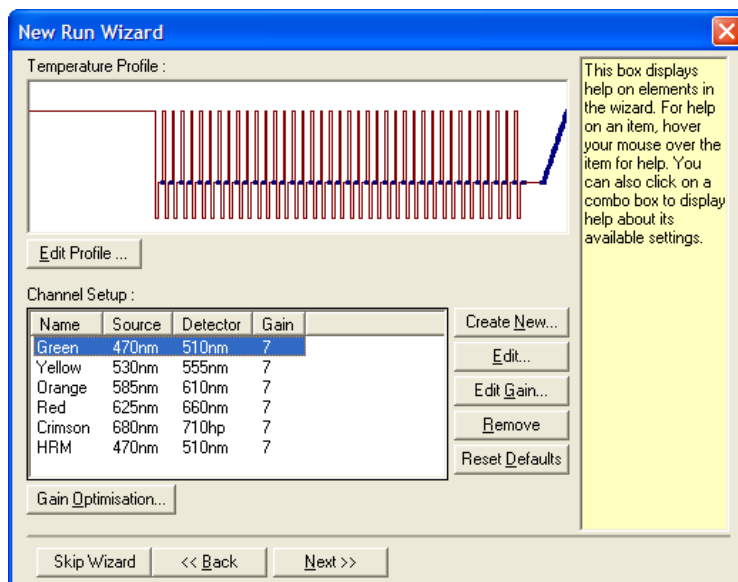 New Run Wizard
Temperature Profile :
This box displays
help on elements in
the wizard. For help
on an item, hover
your mouse over the
item for help. You
can also click on a
combo box to display
help about its
available settings.
Edit Profile ...
Channel Setup :
Name Source Detector Gain
Green 470nm 510nm 7
Yellow 530nm 555nm 7
Orange 585nm 610nm 7
Red 625nm 660nm 7
Crimson 680nm 710hp 7
HRM 470nm 510nm 7
Create New...
Edit...
Edit Gain...
Remove
Reset Defaults
Gain Optimisation...
Skip Wizard << Back Next >>